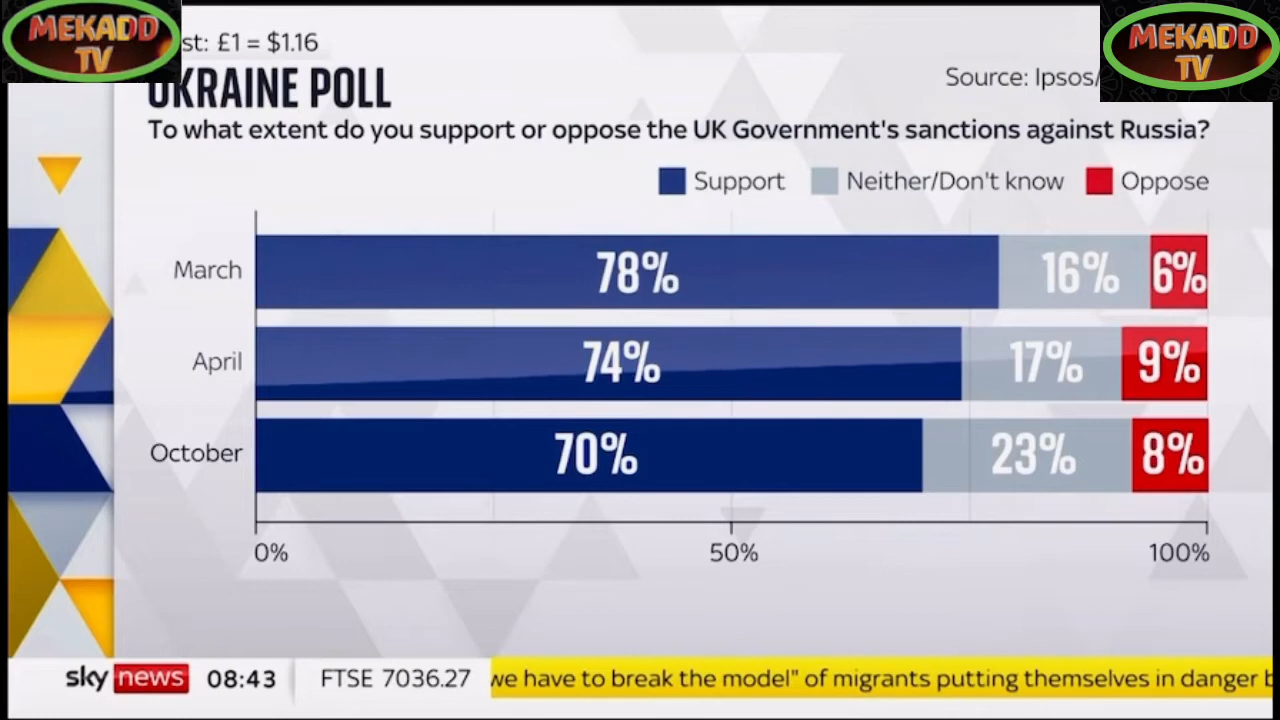 MEKADD
TV
MEKADD
TV
st: £1 = $1.16
UKRAINE POLL
Source: Ipsos/
To what extent do you support or oppose the UK Government's sanctions against Russia?
Support Neither/Don't know Oppose
March 78% 16% 6%
April 74% 17% 9%
October 70% 23% 8%
0% 50% 100%
sky news 08:43 FTSE 7036.27 we have to break the model" of migrants putting themselves in danger b